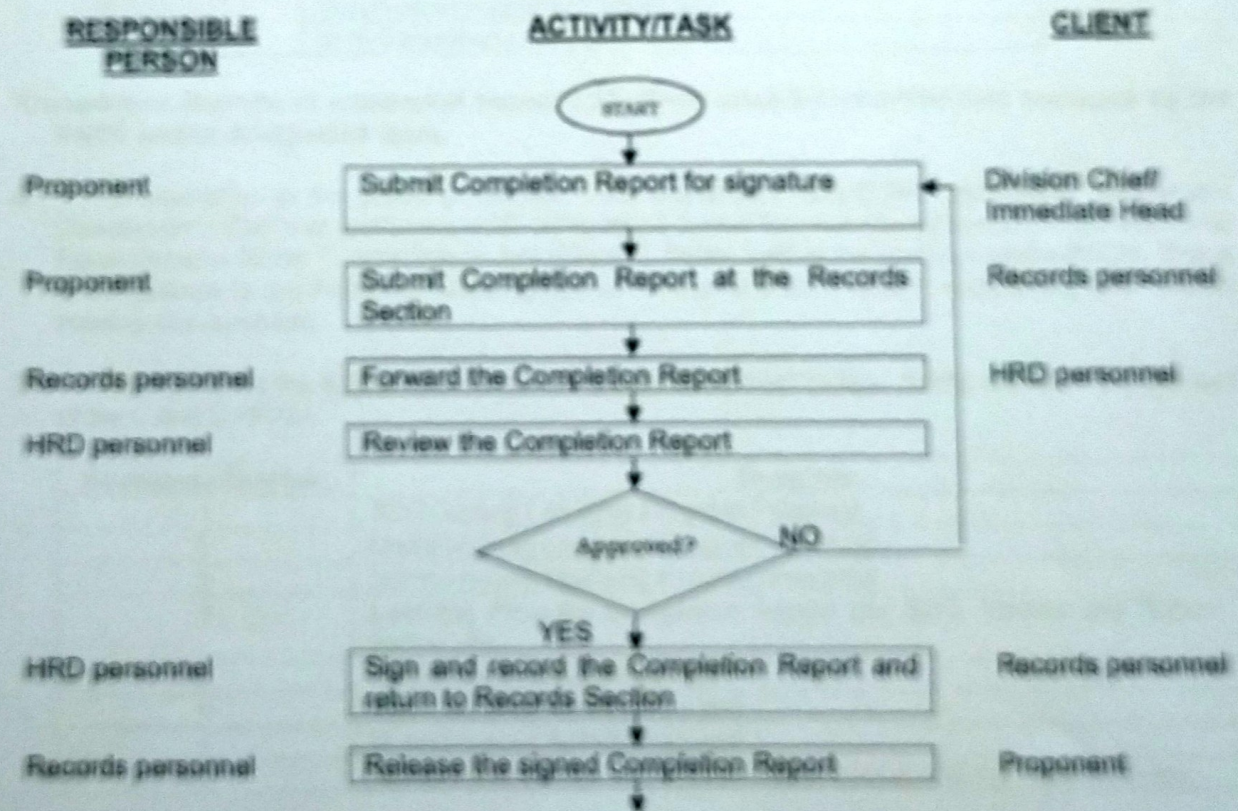 RESPONSIBLE
PERSON
ACTIVITY/TASK
CLIENT
START
Proponent
Submit Completion Report for signature
Division Chief/
Immediate Head
Proponent
Submit Completion Report at the Records
Section
Records personnel
Records personnel
Forward the Completion Report
HRD personnel
HRD personnel
Review the Completion Report
Approved?
NO
YES
HRD personnel
Sign and record the Completion Report and
return to Records Section
Records personnel
Records personnel
Release the signed Completion Report
Proponent